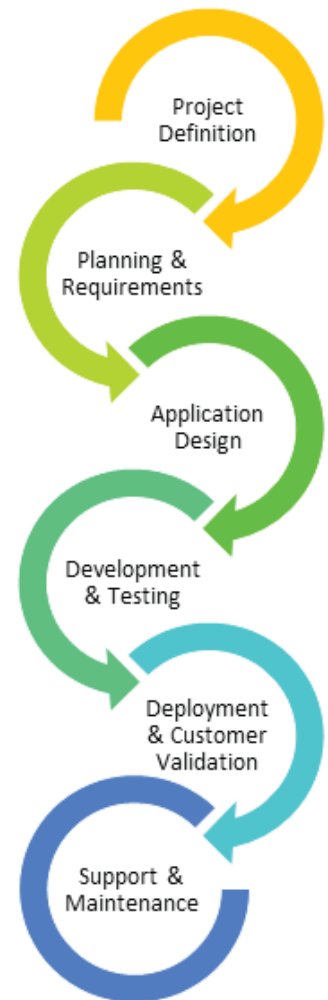 Project
Definition
Planning &
Requirements
Application
Design
Development
& Testing
Deployment
& Customer
Validation
Support &
Maintenance